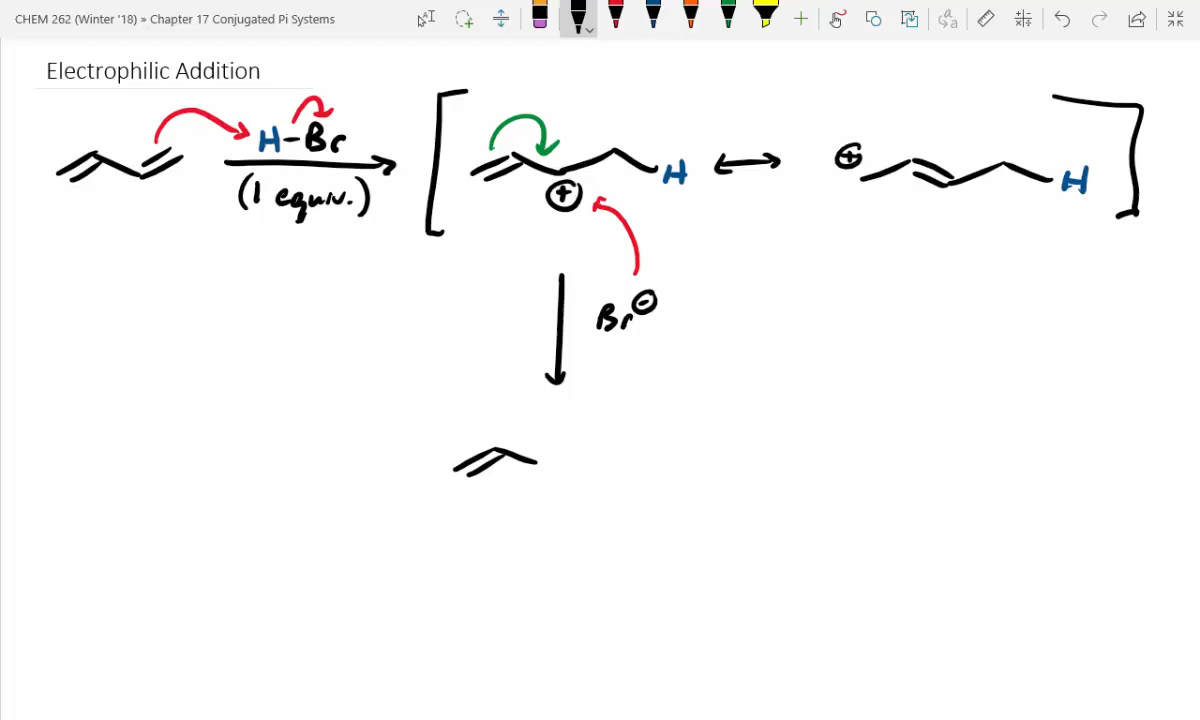 CHEM 262 (Winter '18) » Chapter 17 Conjugated Pi Systems
Electrophilic Addition
H–Br
(1 equiv.)
⊕
H
⊕
H
Br⊖